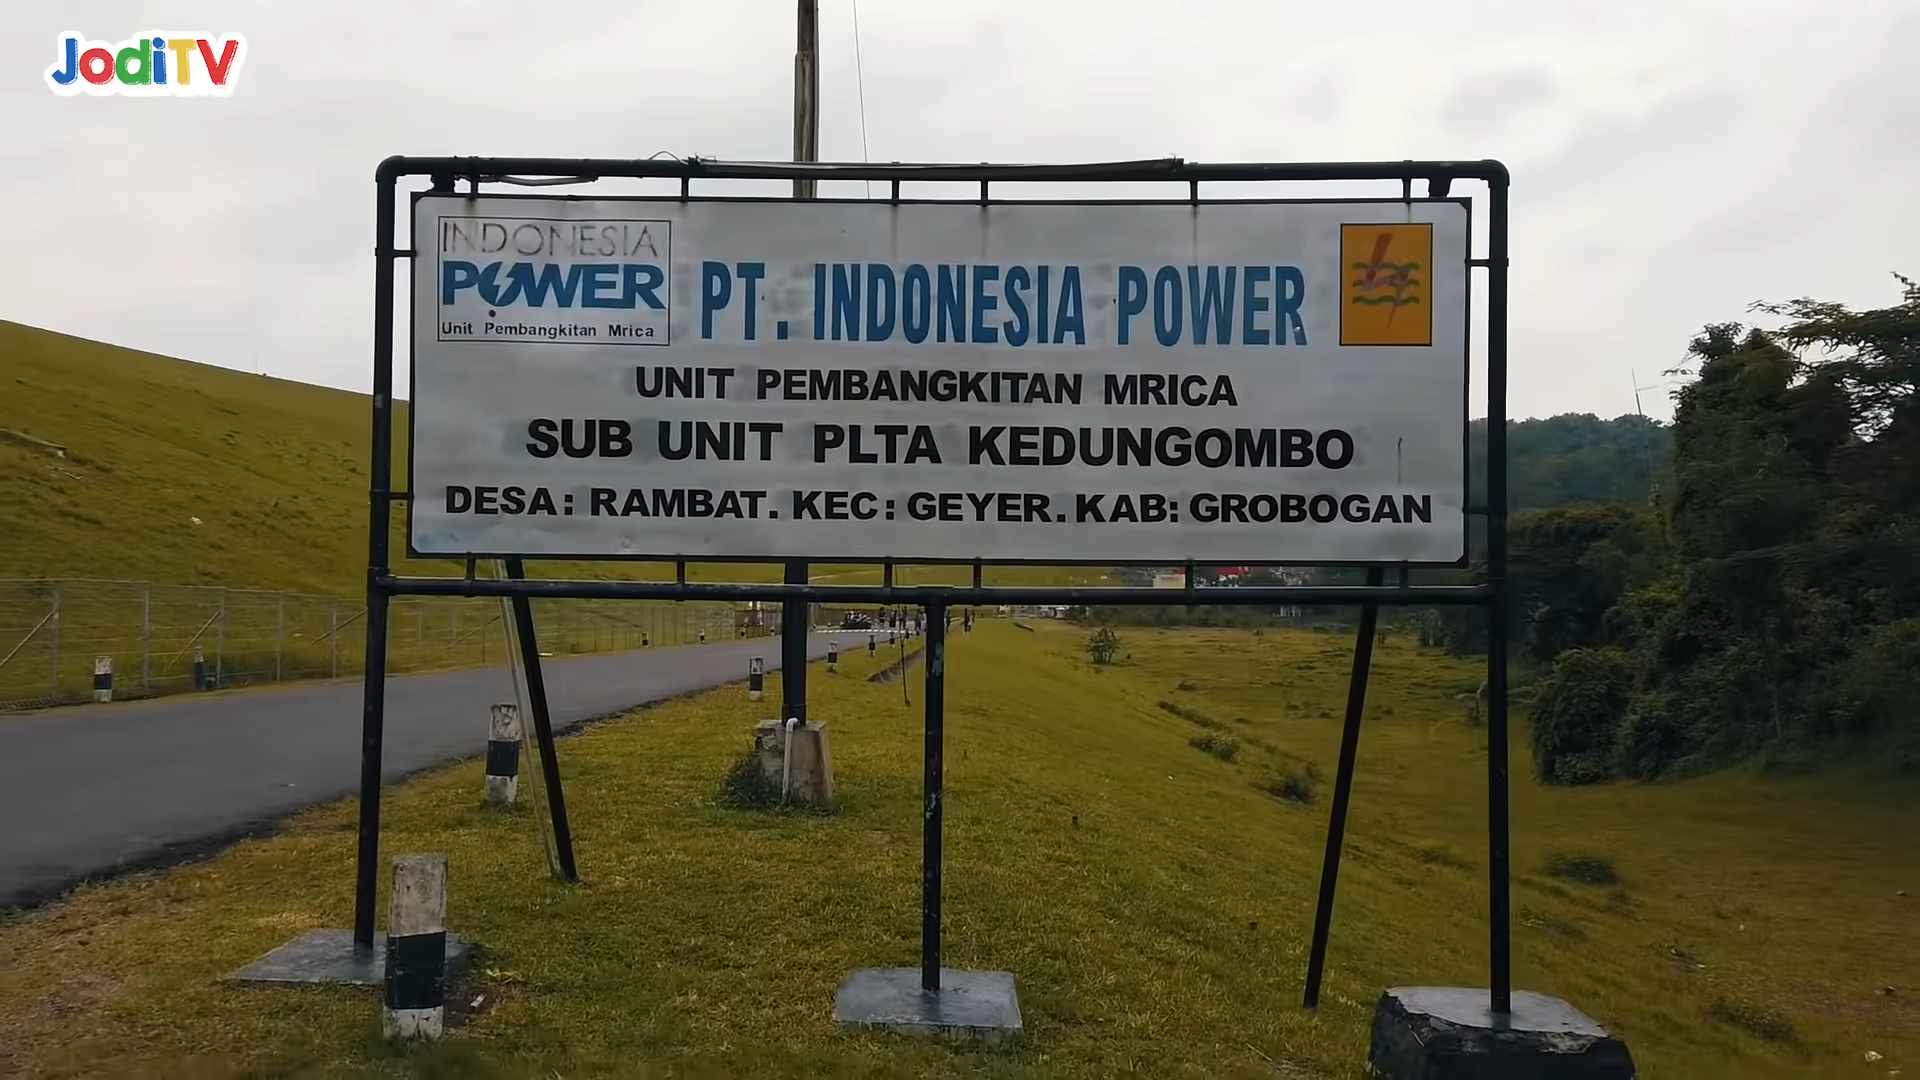 JodiTV
INDONESIA
POWER
Unit Pembangkitan Mrica
PT. INDONESIA POWER
UNIT PEMBANGKITAN MRICA
SUB UNIT PLTA KEDUNGOMBO
DESA: RAMBAT. KEC: GEYER. KAB: GROBOGAN